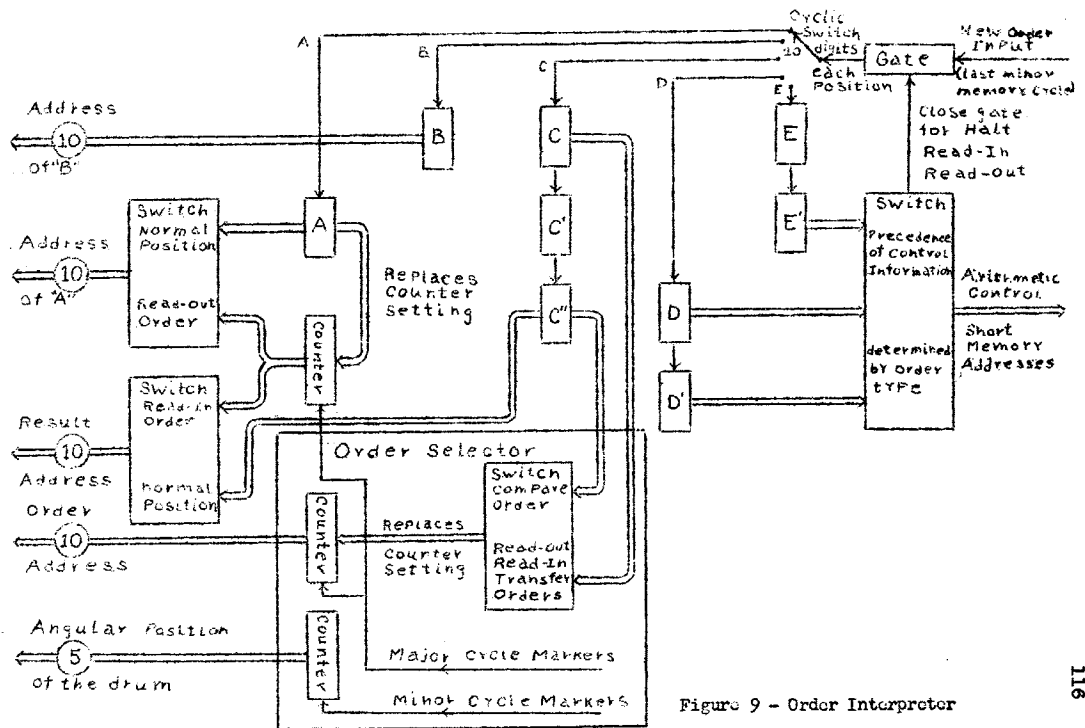 Cyclic
Switch
digits
10
each
Position
New Order
InPut
(last minor
memory cycle)
Gate
Close gate
for Halt
Read-In
Read-Out
A
B
C
D
E
Address
10
of "B"
B
C
E
Switch
Normal
Position
Read-out
Order
A
C'
E'
Switch
Precedence
of Control
Information
determined
by Order
TYPE
Address
10
of "A"
Replaces
Counter
Setting
Counter
C"
D
Arithmetic
Control
Short
Memory
Addresses
Switch
Read-In
Order
Normal
Position
D'
Result
10
Address
Order Selector
Switch
Compare
Order
Read-out
Read-In
Transfer
Orders
Order
10
Address
Counter
Replaces
Counter
Setting
Angular Position
5
of the drum
Counter
Major Cycle Markers
Minor Cycle Markers
Figure 9 - Order Interpreter
116